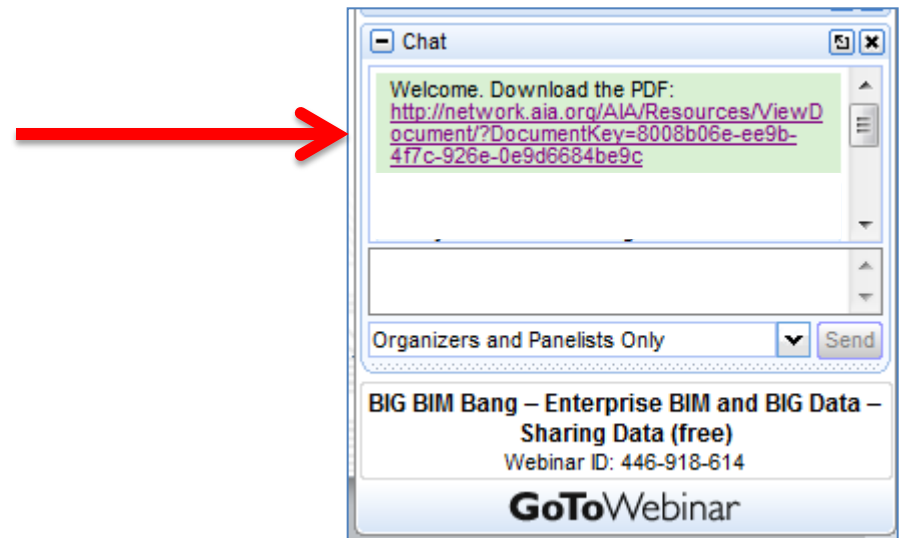 Chat
Welcome. Download the PDF:
http://network.aia.org/AIA/Resources/ViewD
ocument/?DocumentKey=8008b06e-ee9b-
4f7c-926e-0e9d6684be9c
Organizers and Panelists Only
Send
BIG BIM Bang – Enterprise BIM and BIG Data –
Sharing Data (free)
Webinar ID: 446-918-614
GoToWebinar